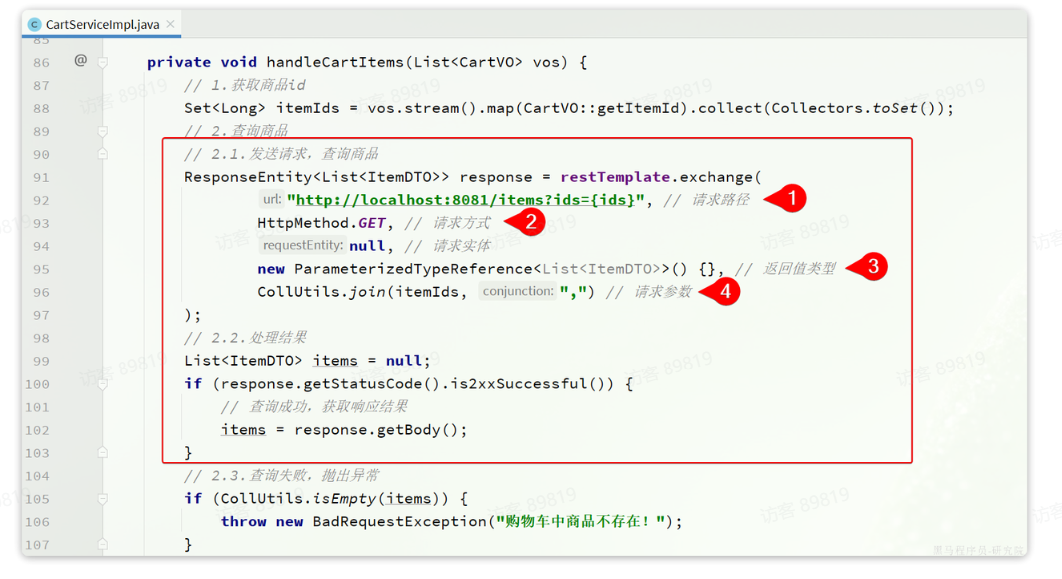 CartServiceImpl.java
85
86 @ private void handleCartItems(List<CartVO> vos) {
87 // 1.获取商品id
88 Set<Long> itemIds = vos.stream().map(CartVO::getItemId).collect(Collectors.toSet());
89 // 2.查询商品
90 // 2.1.发送请求，查询商品
91 ResponseEntity<List<ItemDTO>> response = restTemplate.exchange(
92 url: "http://localhost:8081/items?ids={ids}", // 请求路径 1
93 HttpMethod.GET, // 请求方式 2
94 requestEntity: null, // 请求实体
95 new ParameterizedTypeReference<List<ItemDTO>>() {}, // 返回值类型 3
96 CollUtils.join(itemIds, conjunction: ",") // 请求参数 4
97 );
98 // 2.2.处理结果
99 List<ItemDTO> items = null;
100 if (response.getStatusCode().is2xxSuccessful()) {
101 // 查询成功，获取响应结果
102 items = response.getBody();
103 }
104 // 2.3.查询失败，抛出异常
105 if (CollUtils.isEmpty(items)) {
106 throw new BadRequestException("购物车中商品不存在！");
107 }
访客 89819
黑马程序员-研究院